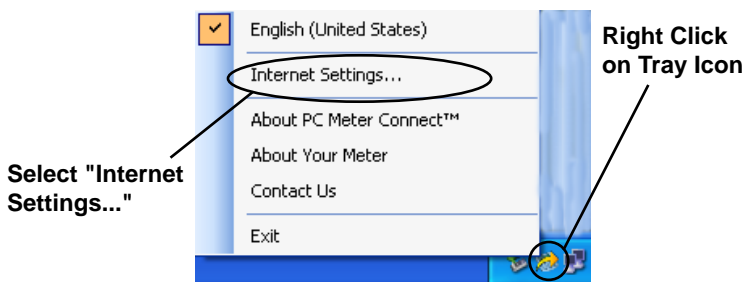 English (United States)
Internet Settings...
About PC Meter Connect™
About Your Meter
Contact Us
Exit
Right Click
on Tray Icon
Select "Internet
Settings..."